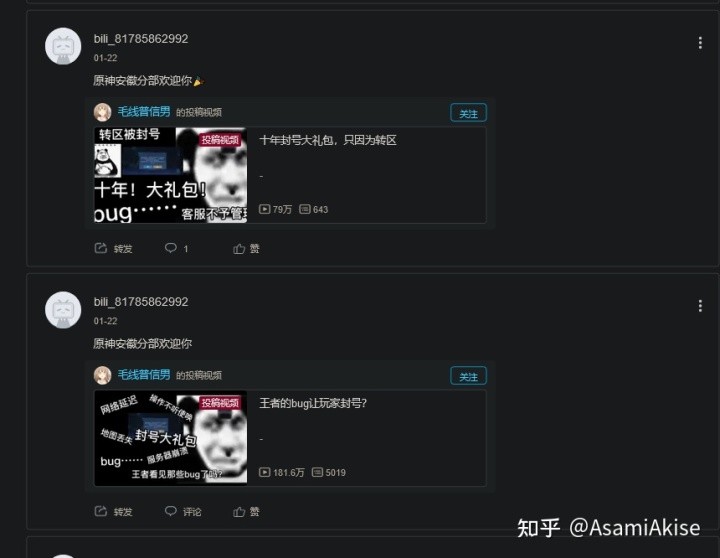 bili_81785862992
01-22
原神安徽分部欢迎你🎉
毛线普信男 的投稿视频
关注
转区被封号
投稿视频
十年！大礼包！
bug……
客服不予管理
十年封号大礼包，只因为转区
-
79万 643
转发 1 赞
bili_81785862992
01-22
原神安徽分部欢迎你
毛线普信男 的投稿视频
关注
网络延迟
操作不听使唤
投稿视频
地图丢失
封号大礼包
bug……
服务器崩溃
王者看见那些bug了吗？
王者的bug让玩家封号？
-
181.6万 5019
转发 评论 赞
知乎 @AsamiAkise